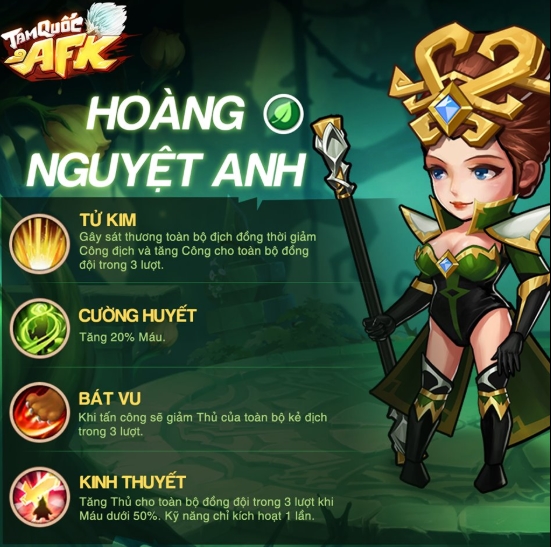 TAM QUỐC
AFK
HOÀNG
NGUYỆT ANH
TỬ KIM
Gây sát thương toàn bộ địch đồng thời giảm
Công địch và tăng Công cho toàn bộ đồng
đội trong 3 lượt.
CƯỜNG HUYẾT
Tăng 20% Máu.
BÁT VU
Khi tấn công sẽ giảm Thủ của toàn bộ kẻ địch
trong 3 lượt.
KINH THUYẾT
Tăng Thủ cho toàn bộ đồng đội trong 3 lượt khi
Máu dưới 50%. Kỹ năng chỉ kích hoạt 1 lần.